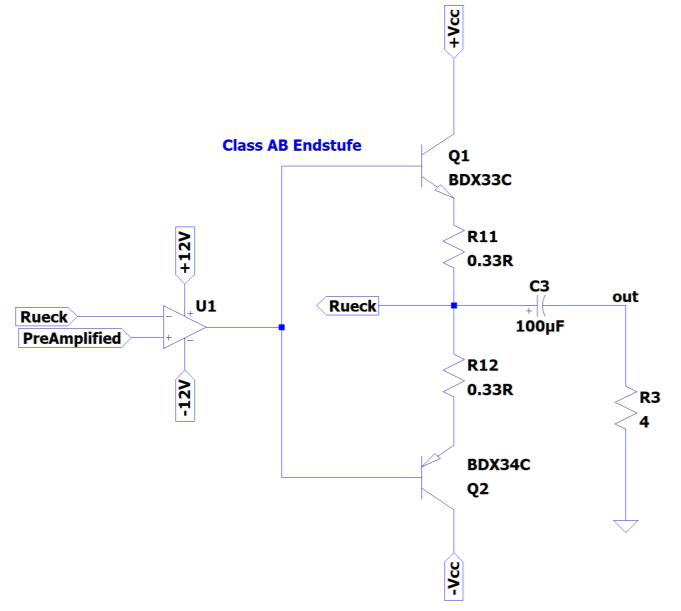 +Vcc
Class AB Endstufe
Q1
BDX33C
R11
0.33R
+12V
U1
Rueck
PreAmplified
-12V
Rueck
C3
100µF
out
R12
0.33R
R3
4
BDX34C
Q2
-Vcc